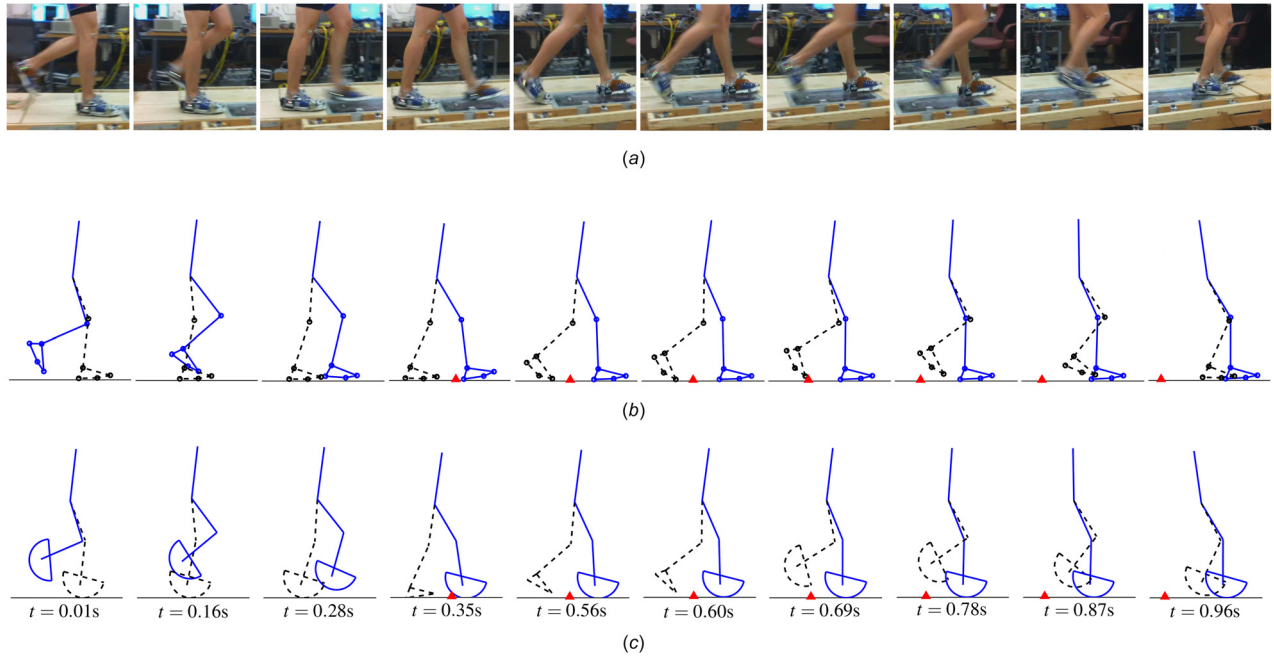 (a)
(b)
t = 0.01s t = 0.16s t = 0.28s t = 0.35s t = 0.56s t = 0.60s t = 0.69s t = 0.78s t = 0.87s t = 0.96s
(c)